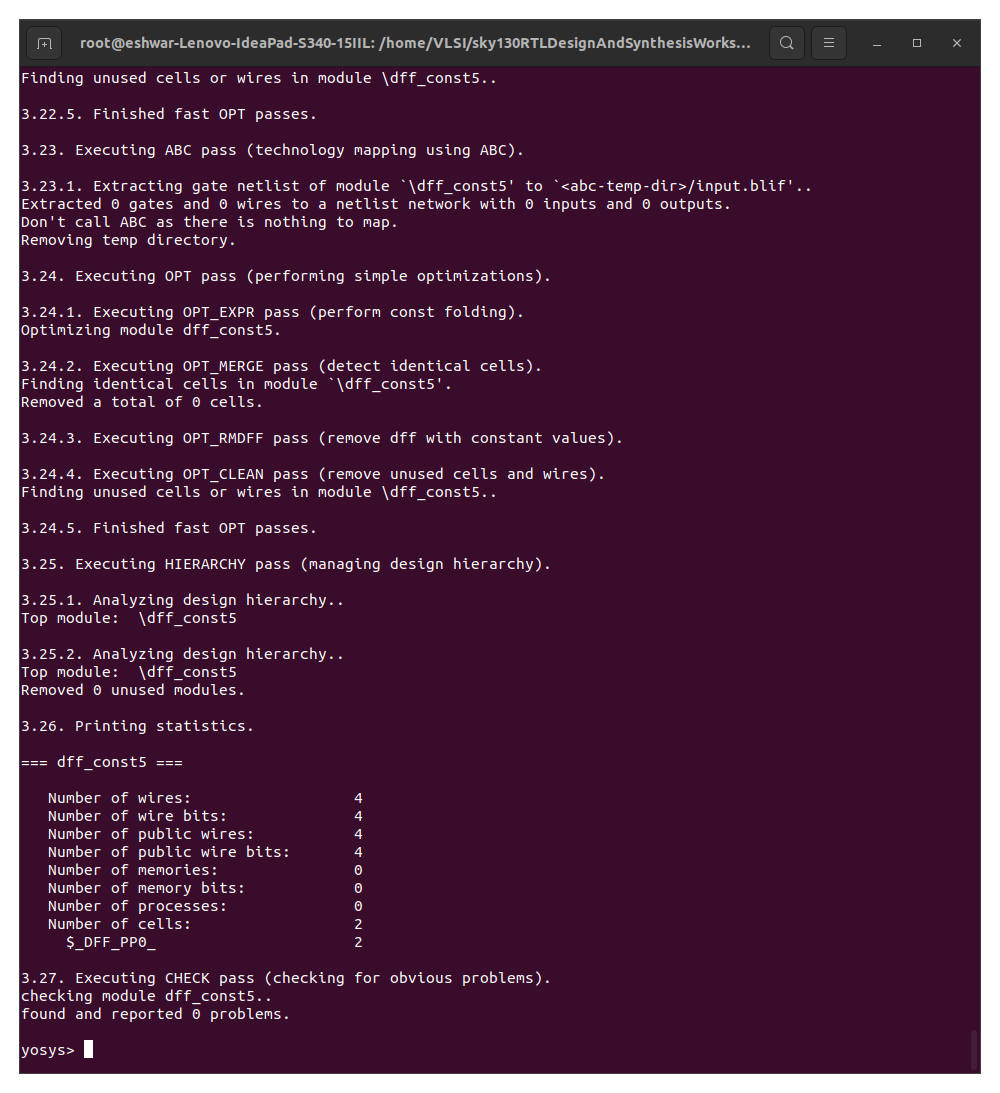 root@eshwar-Lenovo-IdeaPad-S340-15IIL: /home/VLSI/sky130RTLDesignAndSynthesisWorks...
Finding unused cells or wires in module \dff_const5..
3.22.5. Finished fast OPT passes.
3.23. Executing ABC pass (technology mapping using ABC).
3.23.1. Extracting gate netlist of module `\dff_const5' to `<abc-temp-dir>/input.blif'..
Extracted 0 gates and 0 wires to a netlist network with 0 inputs and 0 outputs.
Don't call ABC as there is nothing to map.
Removing temp directory.
3.24. Executing OPT pass (performing simple optimizations).
3.24.1. Executing OPT_EXPR pass (perform const folding).
Optimizing module dff_const5.
3.24.2. Executing OPT_MERGE pass (detect identical cells).
Finding identical cells in module `\dff_const5'.
Removed a total of 0 cells.
3.24.3. Executing OPT_RMDFF pass (remove dff with constant values).
3.24.4. Executing OPT_CLEAN pass (remove unused cells and wires).
Finding unused cells or wires in module \dff_const5..
3.24.5. Finished fast OPT passes.
3.25. Executing HIERARCHY pass (managing design hierarchy).
3.25.1. Analyzing design hierarchy..
Top module:  \dff_const5
3.25.2. Analyzing design hierarchy..
Top module:  \dff_const5
Removed 0 unused modules.
3.26. Printing statistics.
=== dff_const5 ===
Number of wires: 4
Number of wire bits: 4
Number of public wires: 4
Number of public wire bits: 4
Number of memories: 0
Number of memory bits: 0
Number of processes: 0
Number of cells: 2
$_DFF_PP0_ 2
3.27. Executing CHECK pass (checking for obvious problems).
checking module dff_const5..
found and reported 0 problems.
yosys>